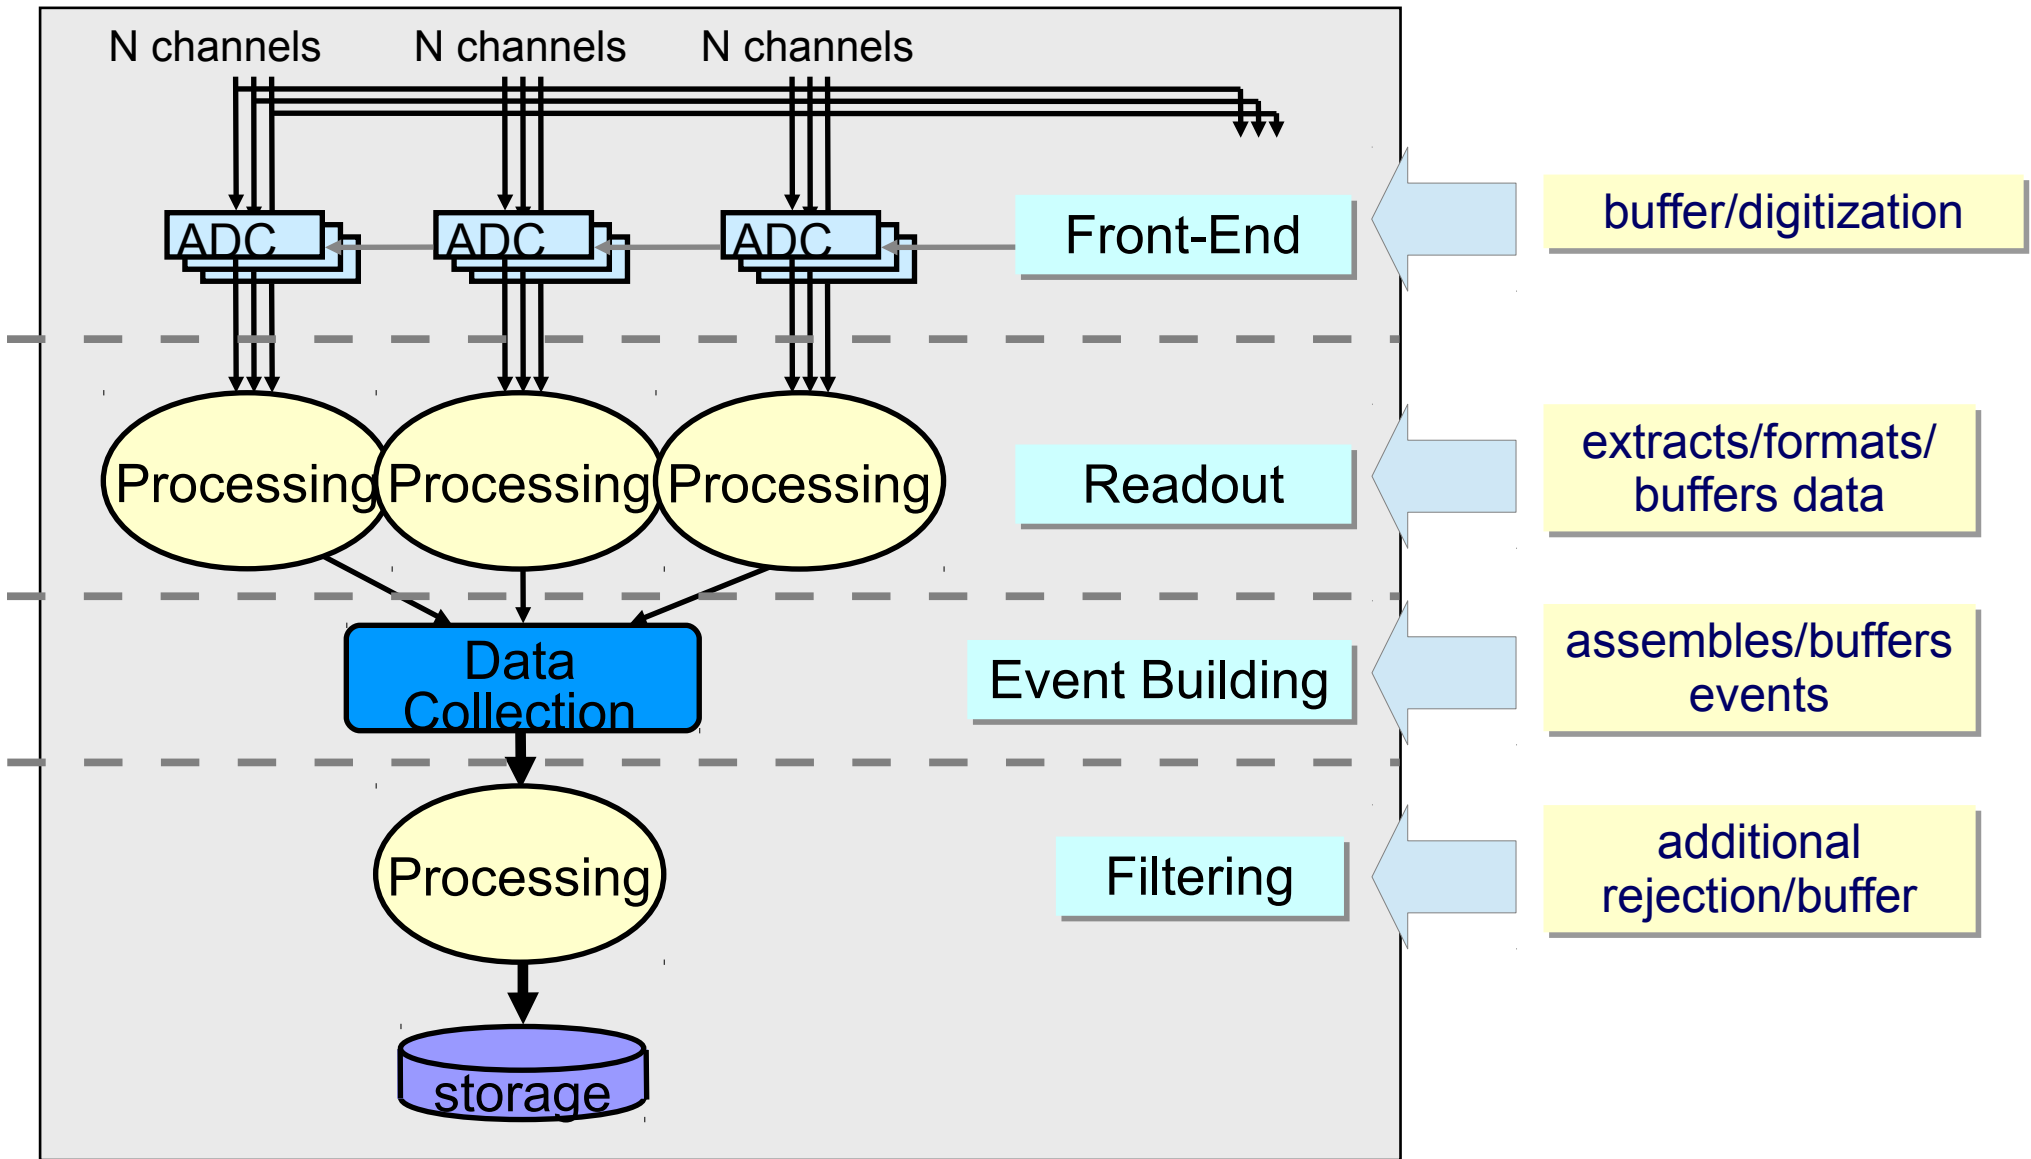 N channels N channels N channels
ADC ADC ADC
Front-End
buffer/digitization
Processing Processing Processing
Readout
extracts/formats/
buffers data
Data
Collection
Event Building
assembles/buffers
events
Processing
Filtering
additional
rejection/buffer
storage